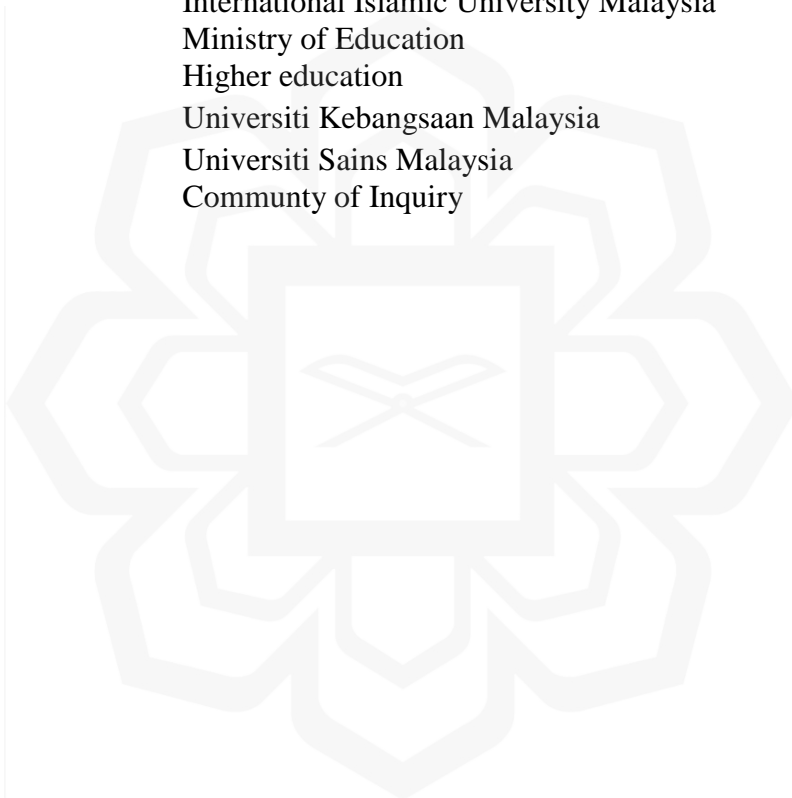 International Islamic University Malaysia
Ministry of Education
Higher education
Universiti Kebangsaan Malaysia
Universiti Sains Malaysia
Communty of Inquiry